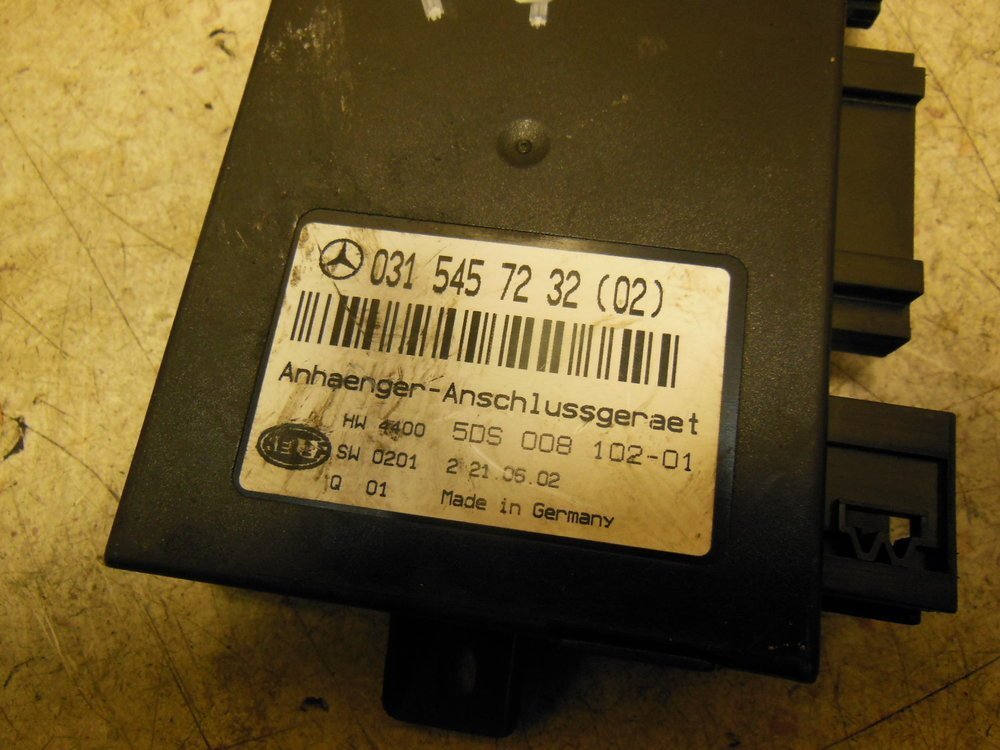 031 545 72 32 (02)
Anhaenger-Anschlussgeraet
HW 4400 5DS 008 102-01
HELLA SW 0201 2 21.06.02
Q 01 Made in Germany